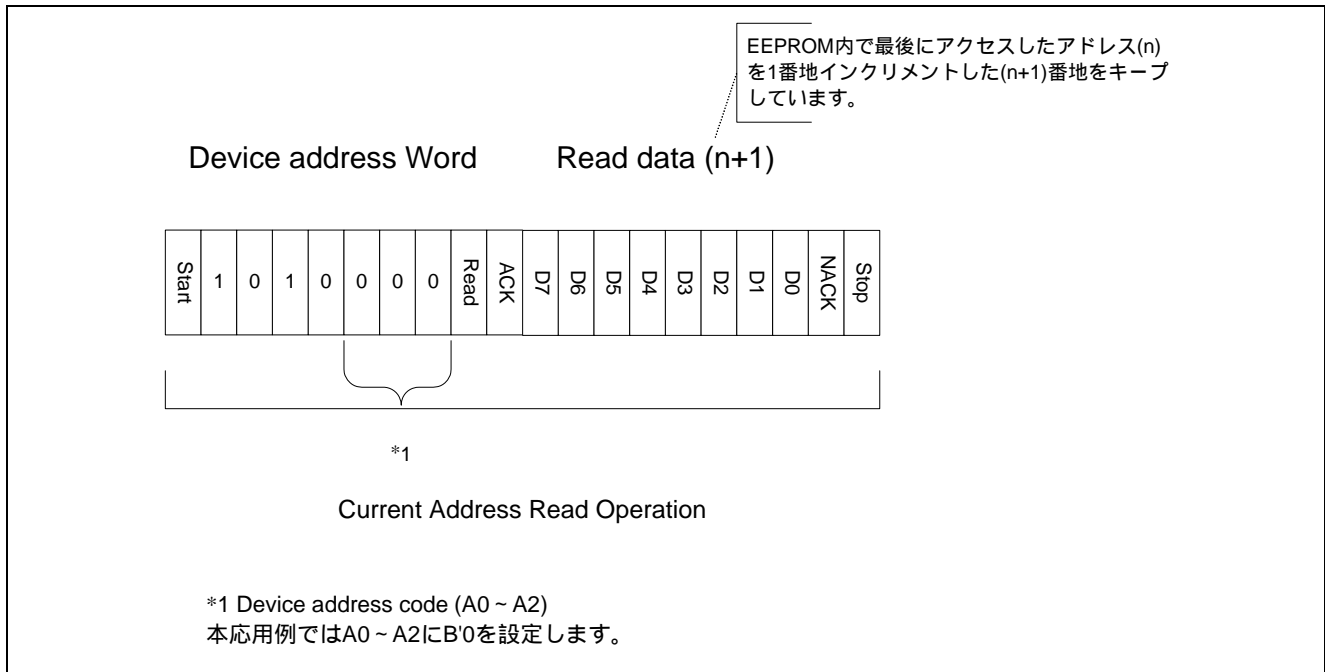 EEPROM内で最後にアクセスしたアドレス(n)
を1番地インクリメントした(n+1)番地をキープ
しています。
Device address Word Read data (n+1)
Start 1 0 1 0 0 0 0 Read ACK D7 D6 D5 D4 D3 D2 D1 D0 NACK Stop
*1
Current Address Read Operation
*1 Device address code (A0 ~ A2)
本応用例ではA0 ~ A2にB'0を設定します。